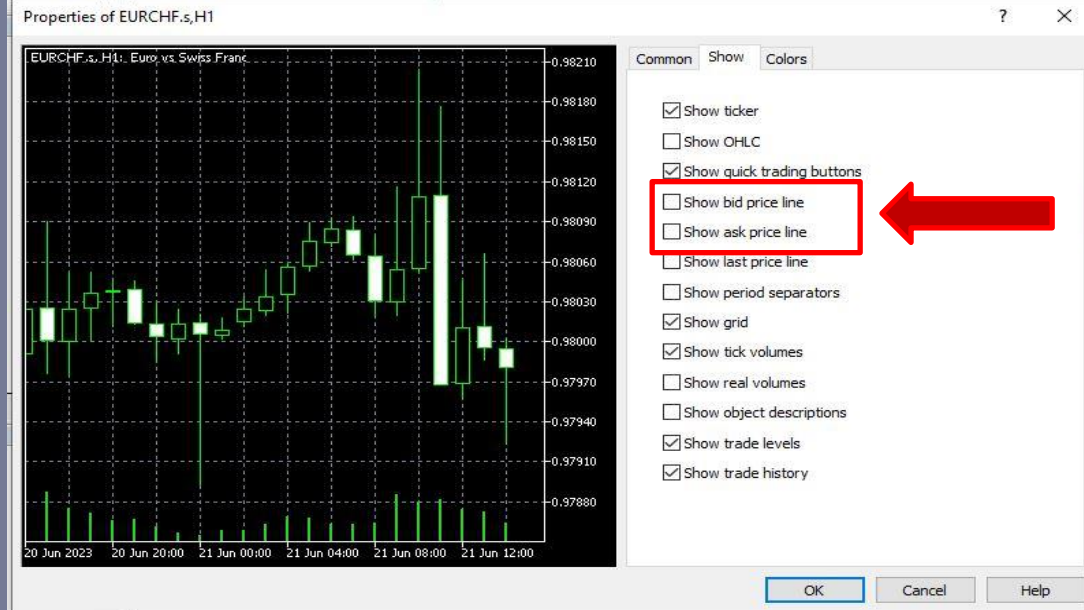 Properties of EURCHF.s,H1
?
EURCHF.s, H1: Euro vs Swiss Franc
0.98210
0.98180
0.98150
0.98120
0.98090
0.98060
0.98030
0.98000
0.97970
0.97940
0.97910
0.97880
20 Jun 2023 20 Jun 20:00 21 Jun 00:00 21 Jun 04:00 21 Jun 08:00 21 Jun 12:00
Common Show Colors
Show ticker
Show OHLC
Show quick trading buttons
Show bid price line
Show ask price line
Show last price line
Show period separators
Show grid
Show tick volumes
Show real volumes
Show object descriptions
Show trade levels
Show trade history
OK Cancel Help